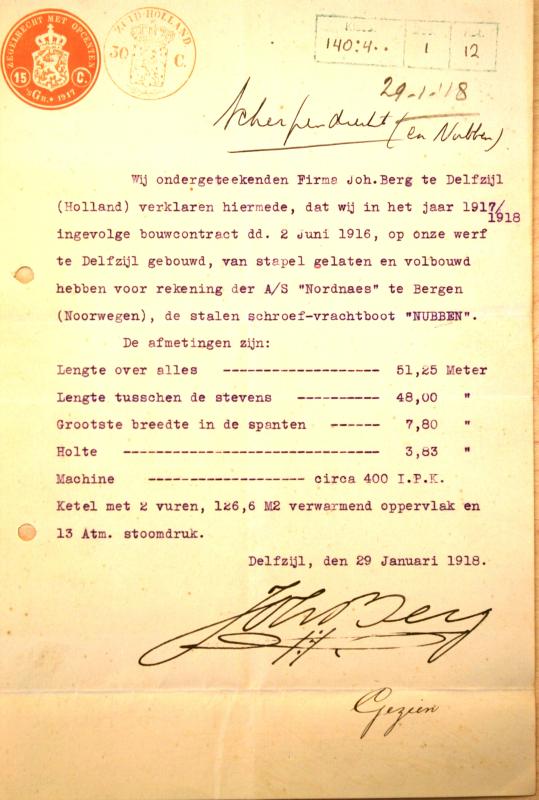 ZEGELRECHT MET OPCENTEN
15 C.
'sGR. 1917
ZUID-HOLLAND
50 C.
140:4..
1
12
29-1-'18
Scherpendrecht (en Nubben)
Wij ondergeteekenden Firma Joh.Berg te Delfzijl
(Holland) verklaren hiermede, dat wij in het jaar 1917/1918
ingevolge bouwcontract dd. 2 Juni 1916, op onze werf
te Delfzijl gebouwd, van stapel gelaten en volbouwd
hebben voor rekening der A/S "Nordnaes" te Bergen
(Noorwegen), de stalen schroef-vrachtboot "NUBBEN".
De afmetingen zijn:
Lengte over alles ------------------- 51,25 Meter
Lengte tusschen de stevens ---------- 48,00 "
Grootste breedte in de spanten ------ 7,80 "
Holte ------------------------------- 3,83 "
Machine ------------------- circa 400 I.P.K.
Ketel met 2 vuren, 126,6 M2 verwarmend oppervlak en
13 Atm. stoomdruk.
Delfzijl, den 29 Januari 1918.
Joh Berg
Gezien